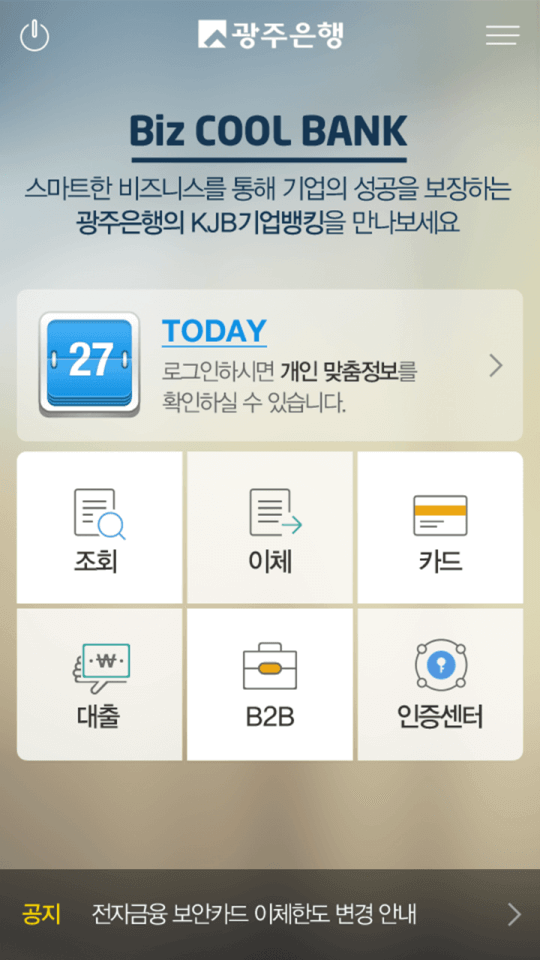 광주은행
Biz COOL BANK
스마트한 비즈니스를 통해 기업의 성공을 보장하는
광주은행의 KJB기업뱅킹을 만나보세요
27
TODAY
로그인하시면 개인 맞춤정보를
확인하실 수 있습니다.
조회
이체
카드
₩
대출
B2B
인증센터
공지 전자금융 보안카드 이체한도 변경 안내